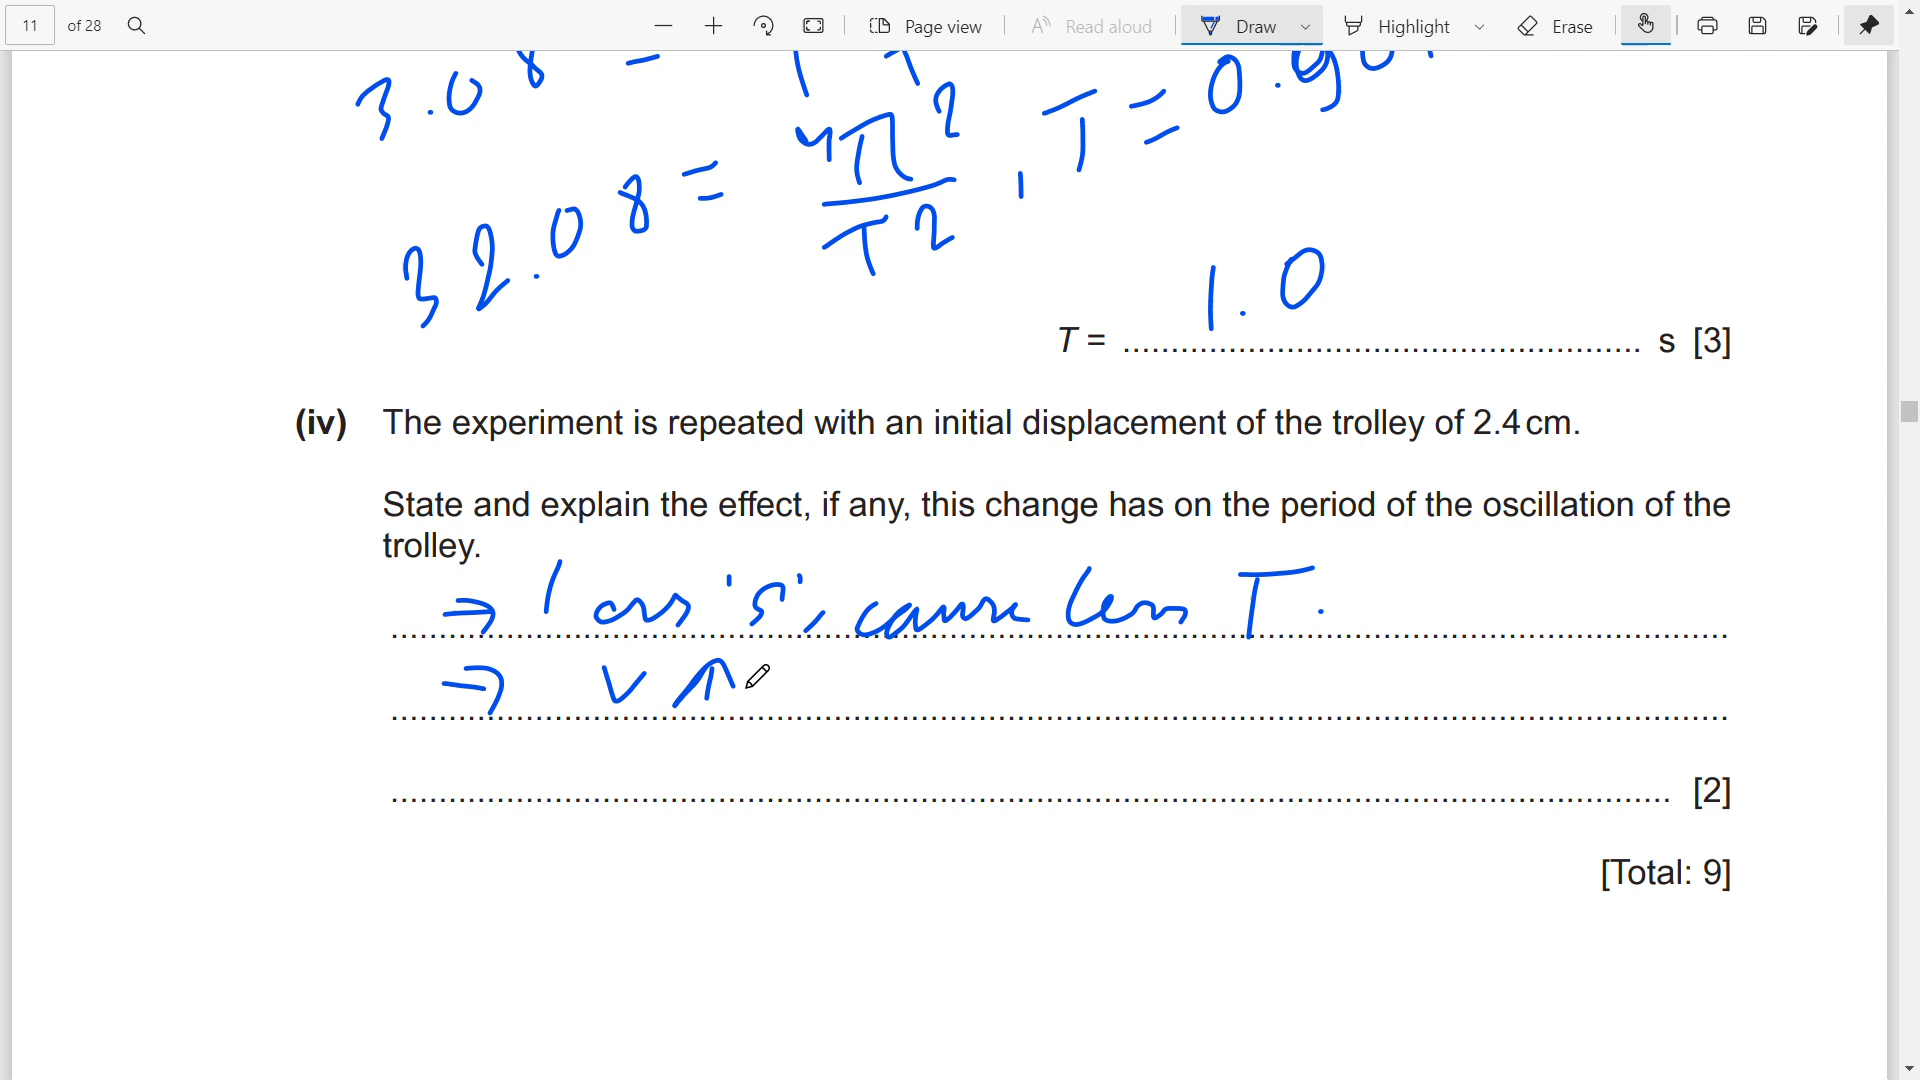 11 of 28 Page view Read aloud Draw Highlight Erase
3.08 =
32.08 = 4π² / T² , T = 0.
1.0
T = ........ s [3]
(iv) The experiment is repeated with an initial displacement of the trolley of 2.4 cm.
State and explain the effect, if any, this change has on the period of the oscillation of the
trolley.
→ 's', cause less T.
→ v ↑
[2]
[Total: 9]